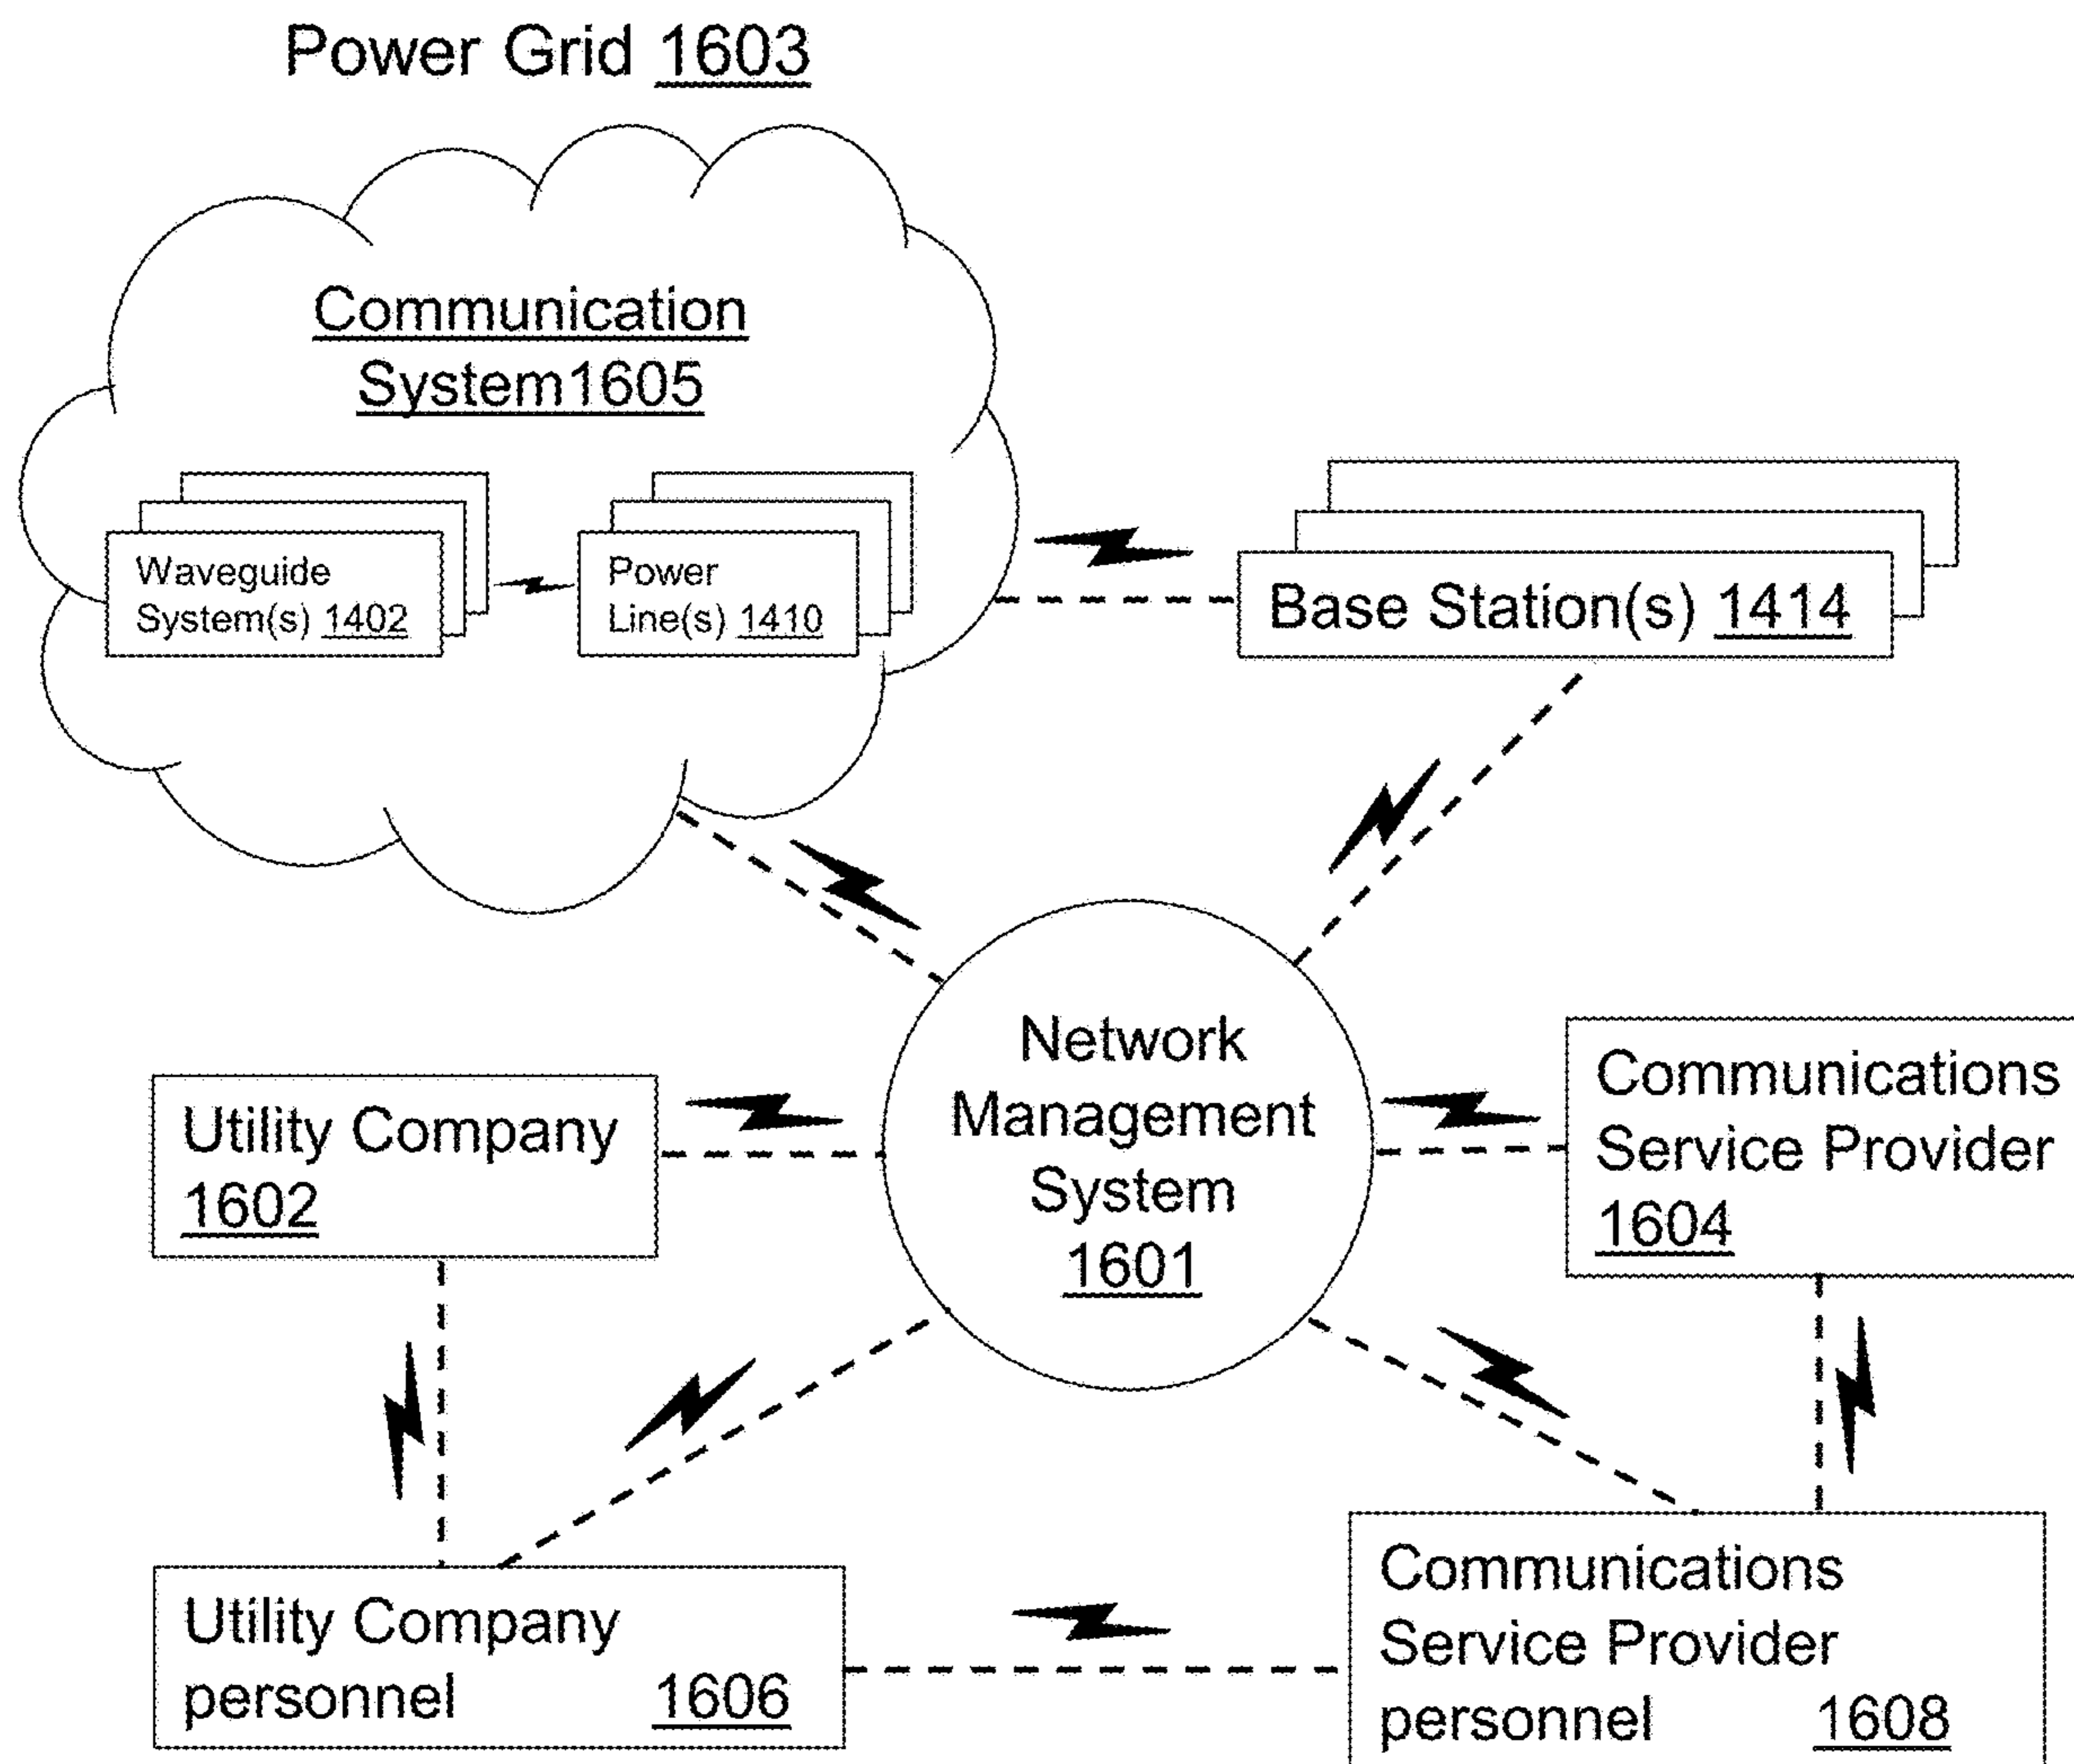 Power Grid 1603
Communication
System1605
Waveguide
System(s) 1402
Power
Line(s) 1410
Base Station(s) 1414
Network
Management
System
1601
Utility Company
1602
Communications
Service Provider
1604
Utility Company
personnel 1606
Communications
Service Provider
personnel 1608